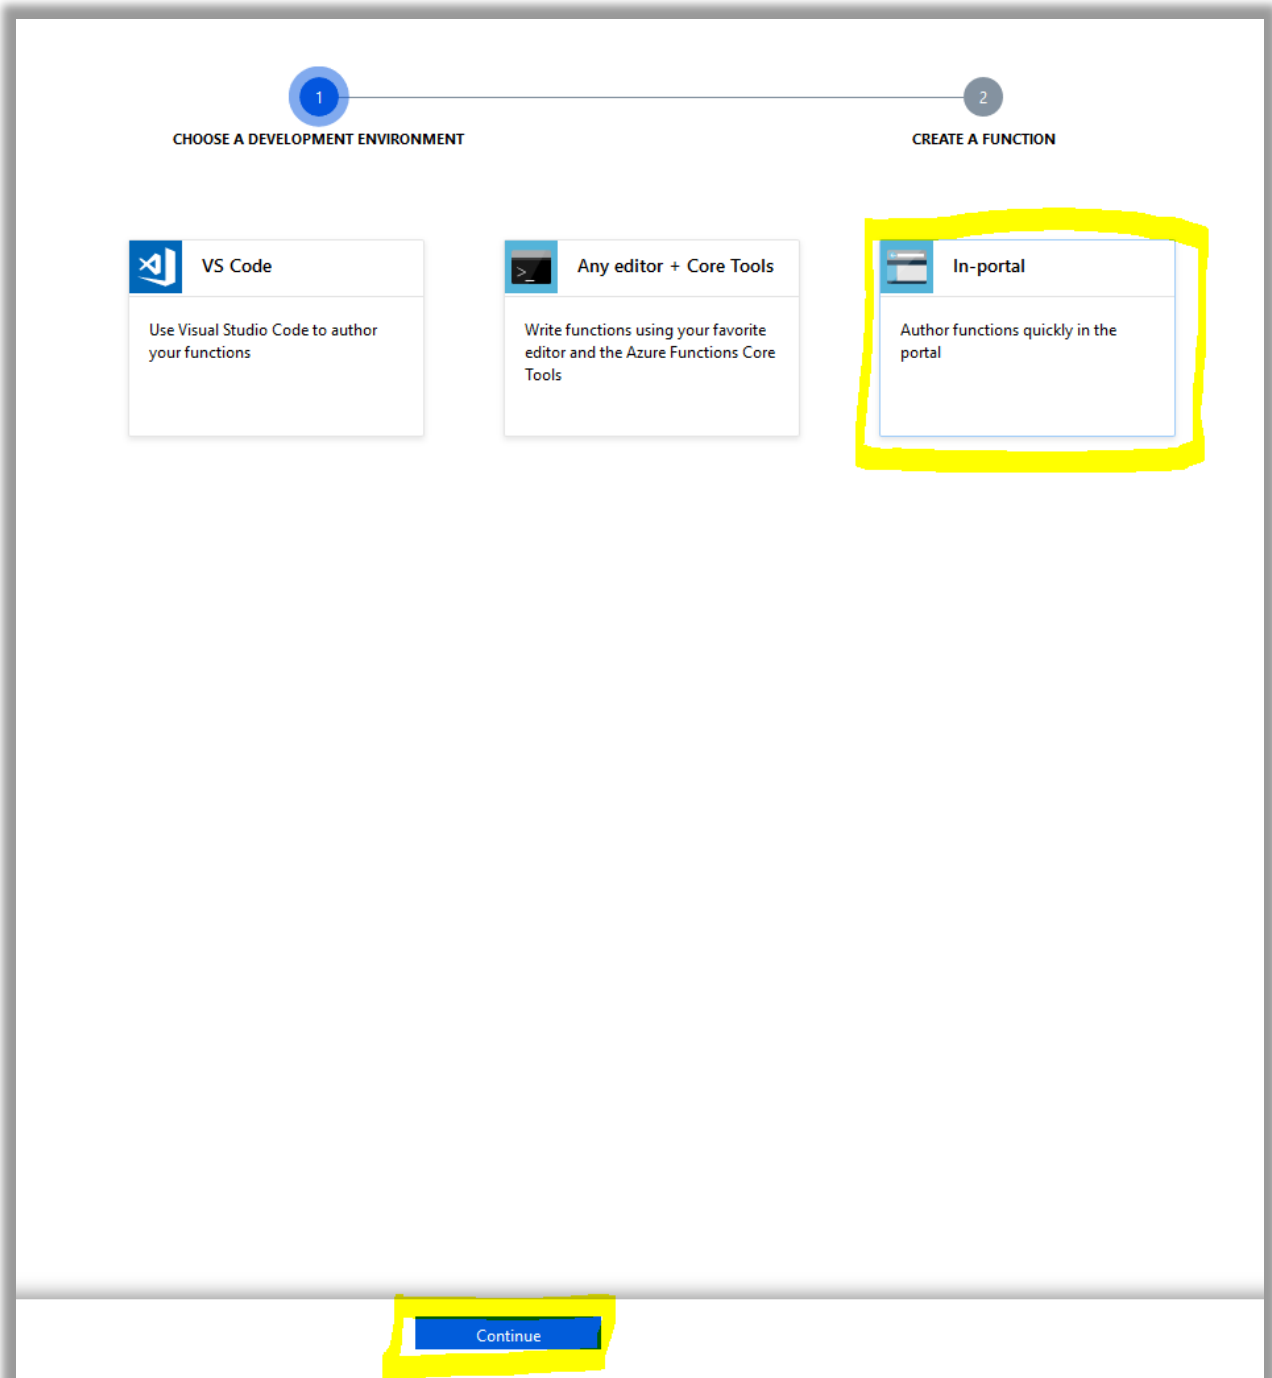 1
2
CHOOSE A DEVELOPMENT ENVIRONMENT
CREATE A FUNCTION
VS Code
Use Visual Studio Code to author
your functions
>_
Any editor + Core Tools
Write functions using your favorite
editor and the Azure Functions Core
Tools
In-portal
Author functions quickly in the
portal
Continue